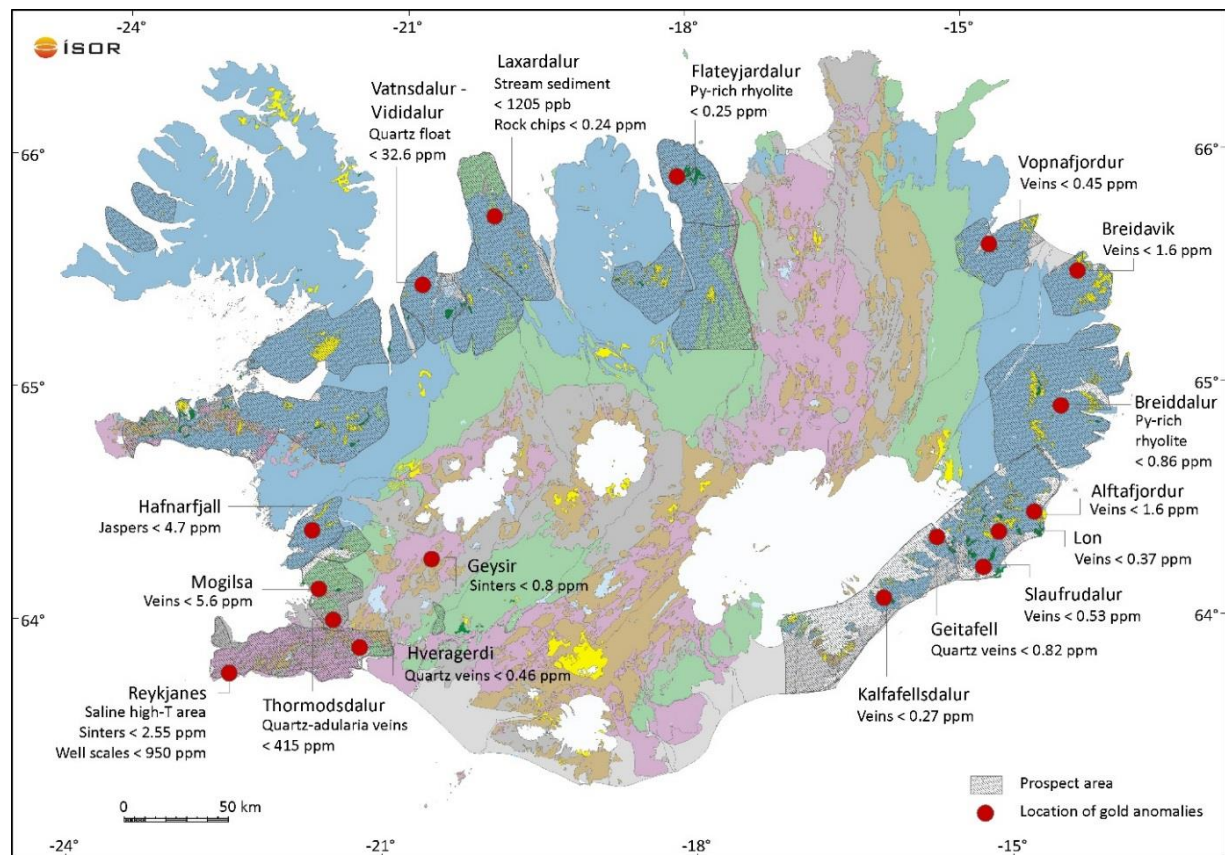 -24°
-21°
-18°
-15°
ÍSOR
Laxardalur
Stream sediment
< 1205 ppb
Rock chips < 0.24 ppm
Flateyjardalur
Py-rich rhyolite
< 0.25 ppm
Vatnsdalur -
Vididalur
Quartz float
< 32.6 ppm
66°
66°
Vopnafjordur
Veins < 0.45 ppm
Breidavik
Veins < 1.6 ppm
65°
65°
Breiddalur
Py-rich
rhyolite
< 0.86 ppm
Hafnarfjall
Jaspers < 4.7 ppm
Alftafjordur
Veins < 1.6 ppm
Lon
Veins < 0.37 ppm
Geysir
Sinters < 0.8 ppm
Mogilsa
Veins < 5.6 ppm
Slaufrudalur
Veins < 0.53 ppm
64°
64°
Geitafell
Quartz veins < 0.82 ppm
Hveragerdi
Quartz veins < 0.46 ppm
Reykjanes
Saline high-T area
Sinters < 2.55 ppm
Well scales < 950 ppm
Thormodsdalur
Quartz-adularia veins
< 415 ppm
Kalfafellsdalur
Veins < 0.27 ppm
Prospect area
Location of gold anomalies
0 50 km
-24°
-21°
-18°
-15°